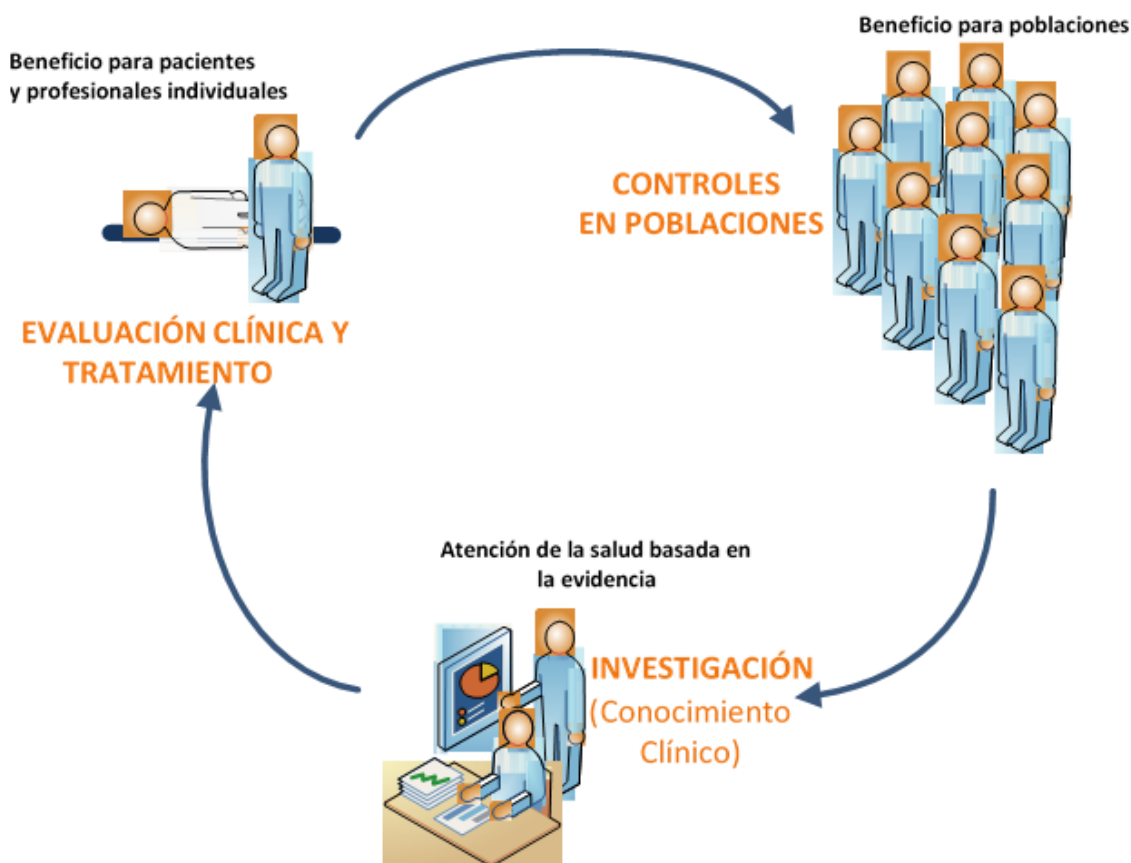 Beneficio para pacientes
y profesionales individuales
EVALUACIÓN CLÍNICA Y
TRATAMIENTO
Beneficio para poblaciones
CONTROLES
EN POBLACIONES
Atención de la salud basada en
la evidencia
INVESTIGACIÓN
(Conocimiento
Clínico)